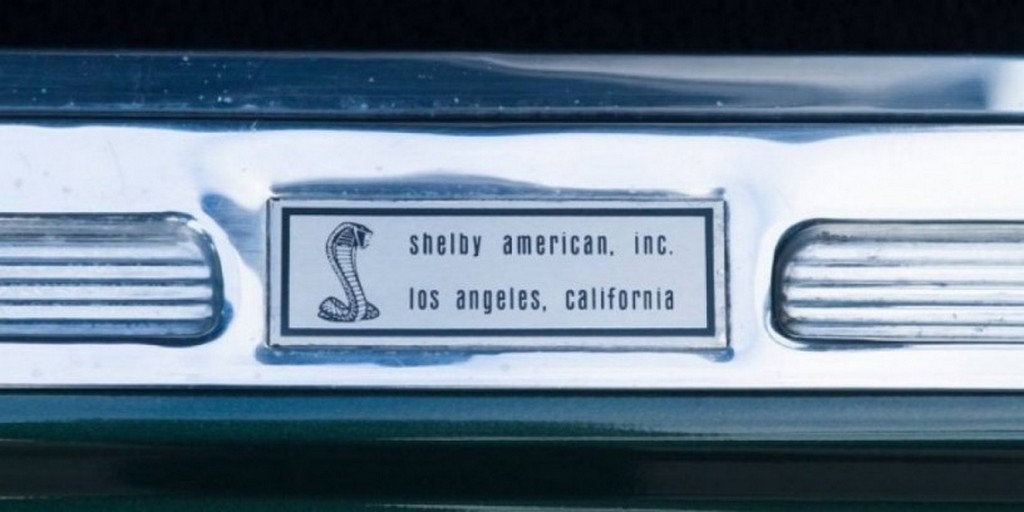 shelby american, inc.
los angeles, california